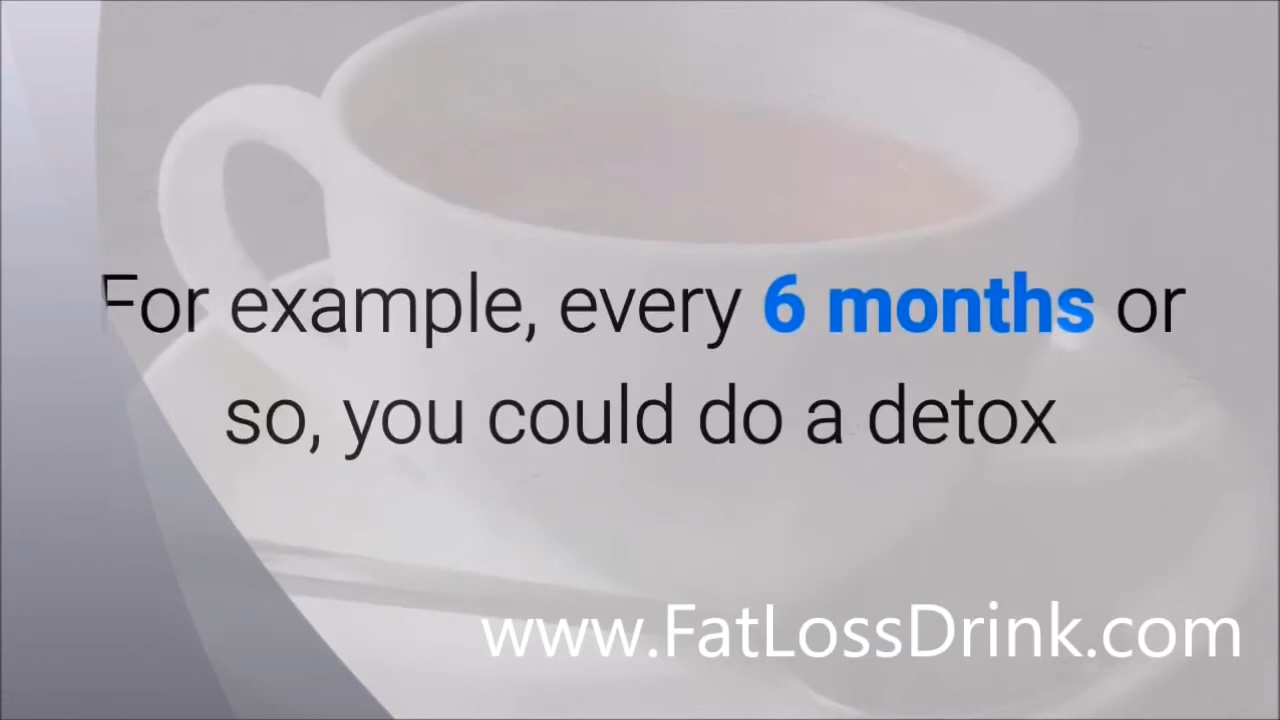 For example, every 6 months or
so, you could do a detox
www.FatLossDrink.com